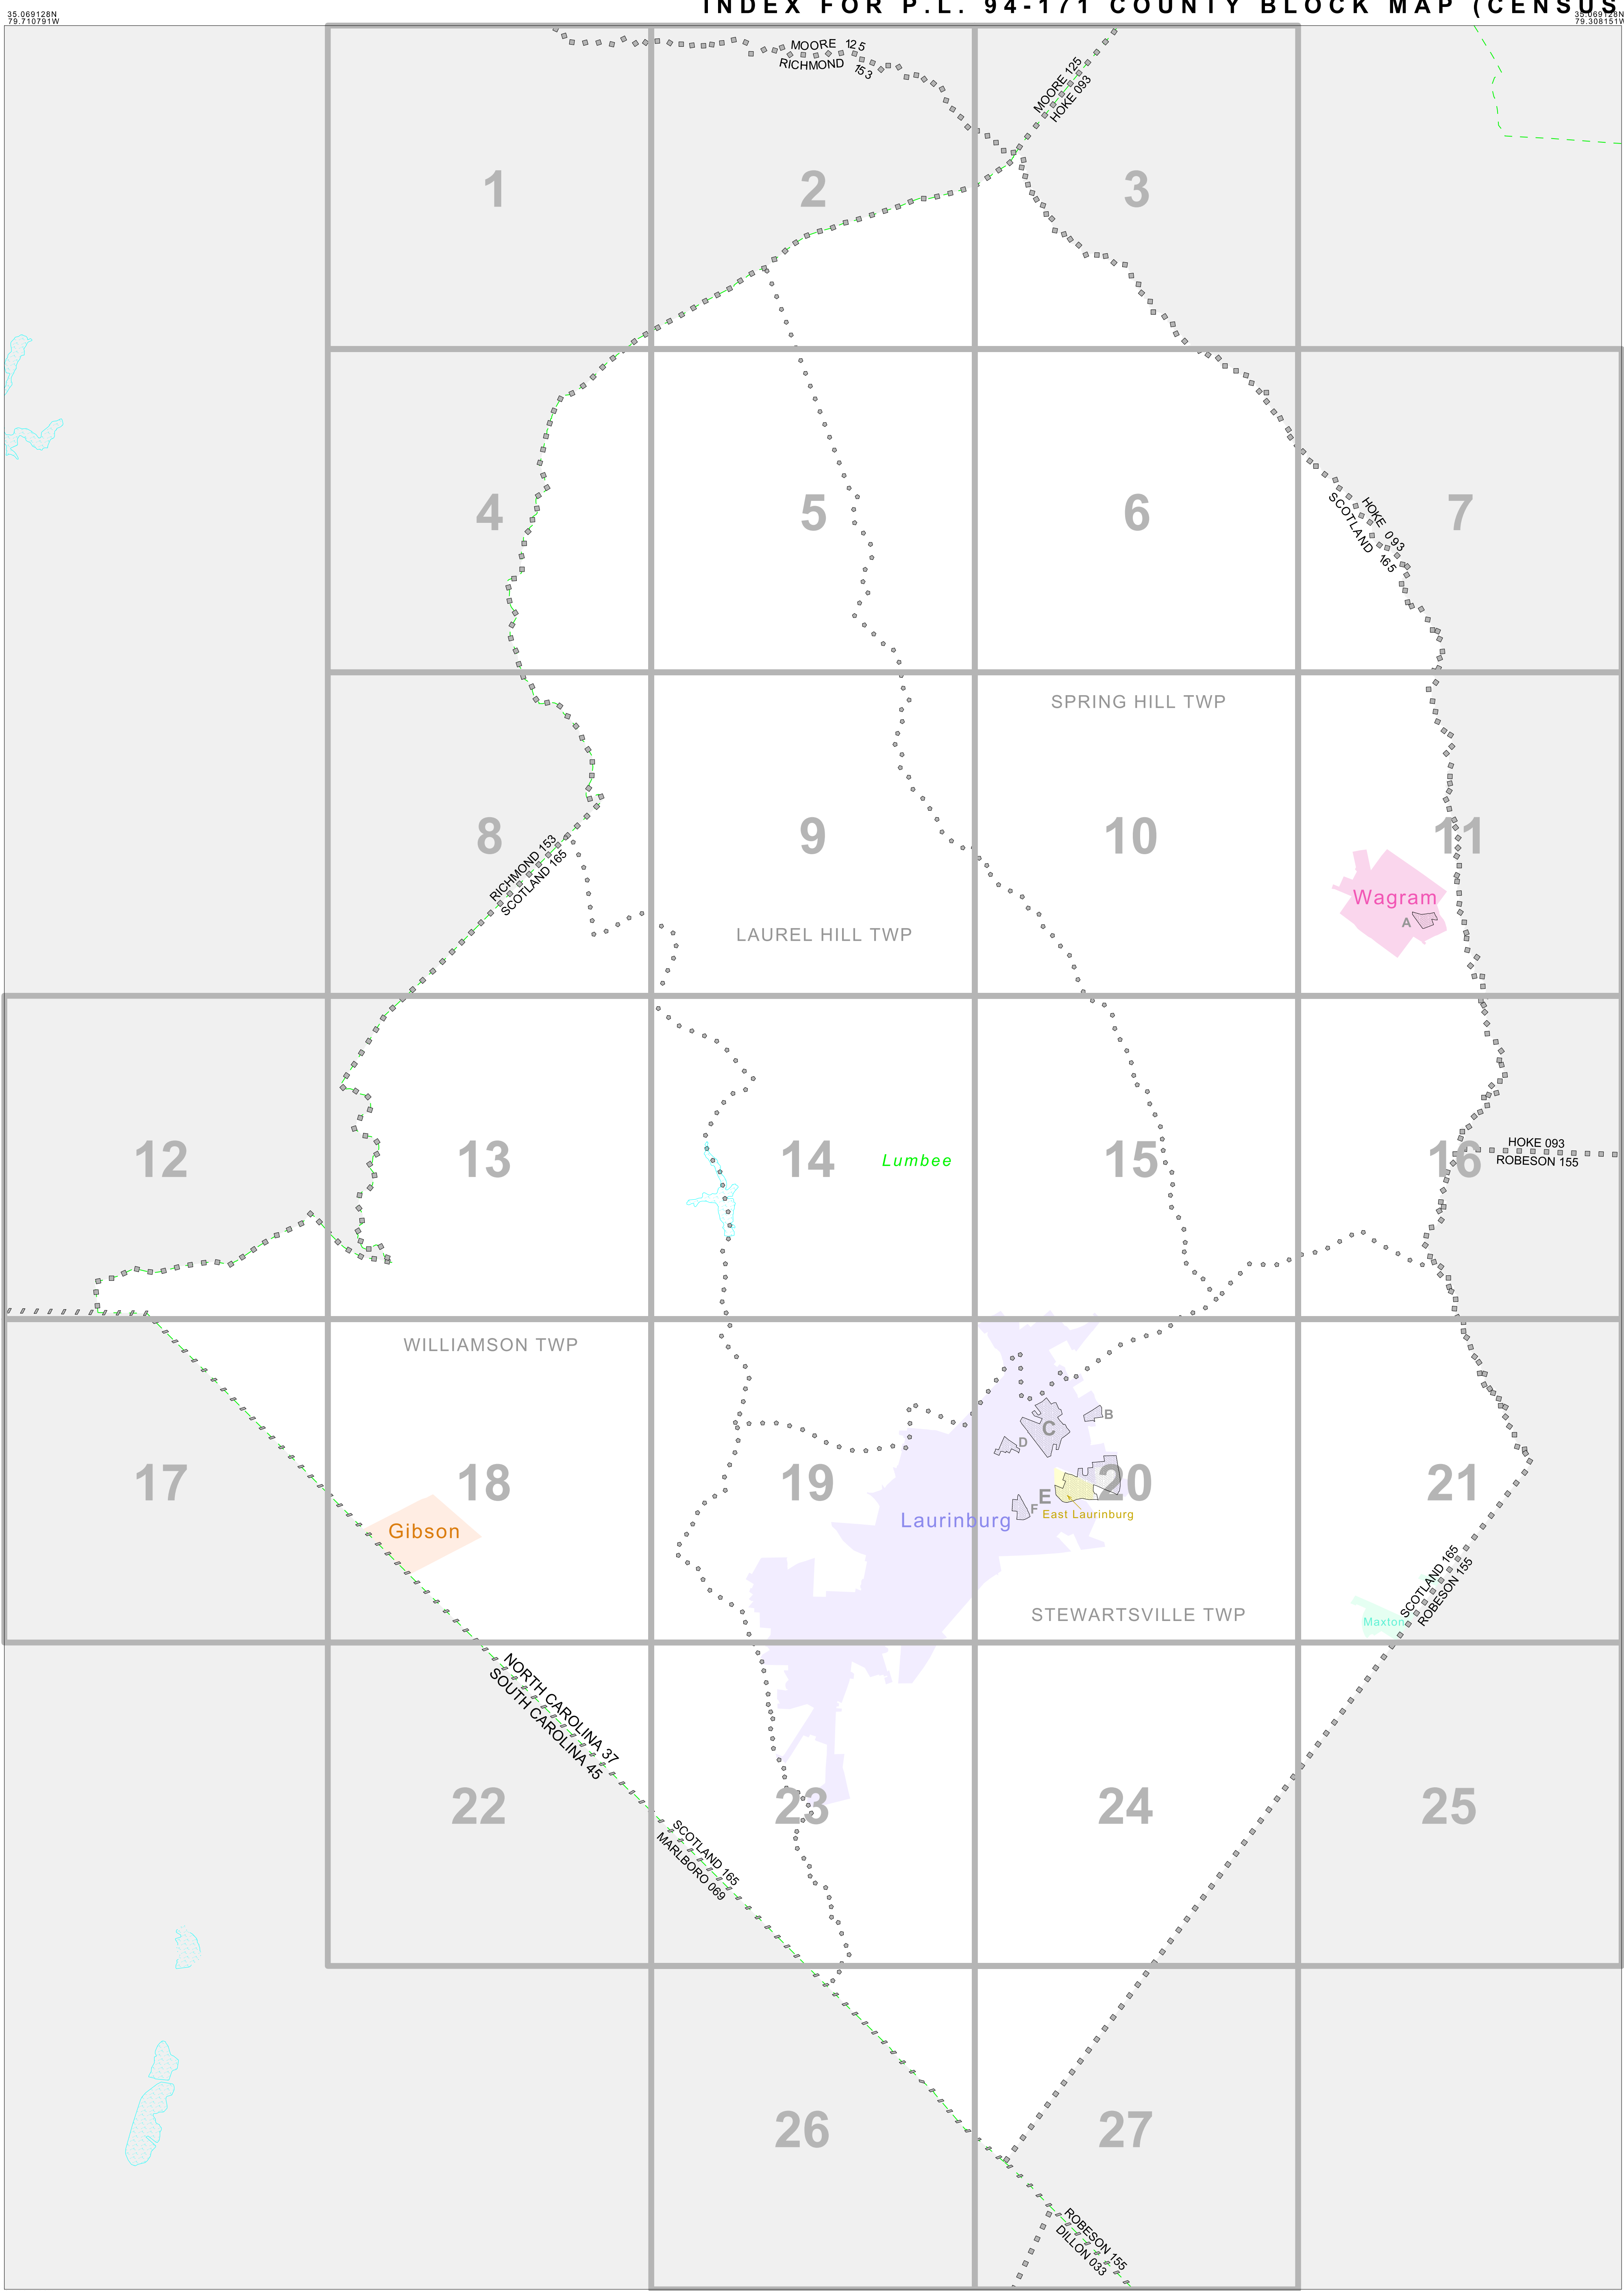 INDEX FOR P.L. 94-171 COUNTY BLOCK MAP (CENSUS
35.069128N
79.710791W
35.069128N
79.308151W
MOORE 125
RICHMOND 153
MOORE 125
HOKE 093
1
2
3
4
5
6
7
HOKE 093
SCOTLAND 165
SPRING HILL TWP
8
9
10
11
RICHMOND 153
SCOTLAND 165
Wagram
A
LAUREL HILL TWP
12
13
14
Lumbee
15
16
HOKE 093
ROBESON 155
WILLIAMSON TWP
B
C
D
17
18
19
20
21
E
F
East Laurinburg
Laurinburg
Gibson
SCOTLAND 165
ROBESON 155
STEWARTSVILLE TWP
Maxton
NORTH CAROLINA 37
SOUTH CAROLINA 45
22
23
24
25
SCOTLAND 165
MARLBORO 069
26
27
ROBESON 155
DILLON 033